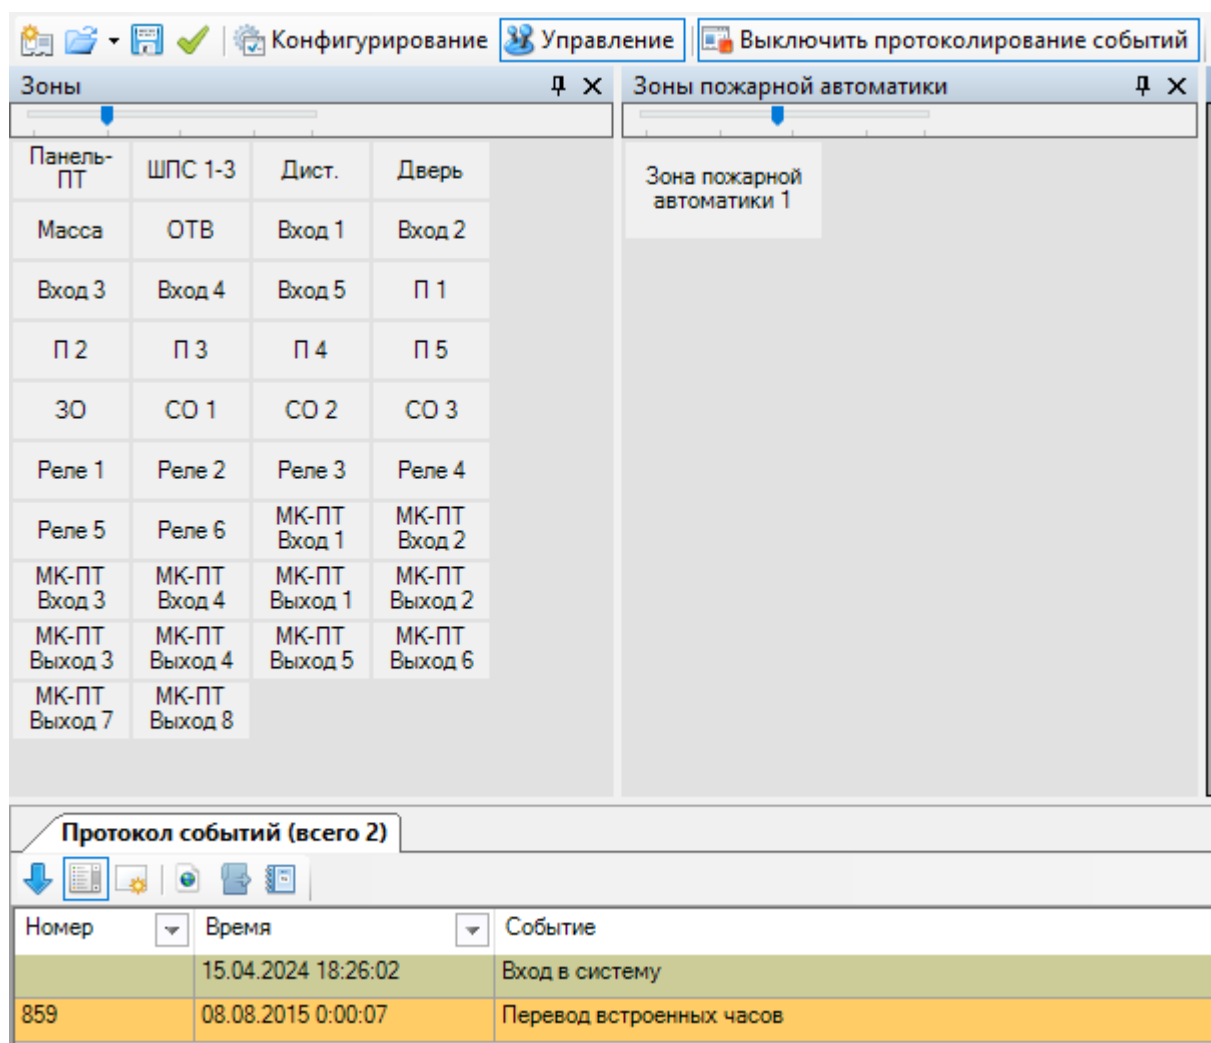 Конфигурирование Управление Выключить протоколирование событий
Зоны
Зоны пожарной автоматики
Панель-
ПТ
ШПС 1-3
Дист.
Дверь
Масса
ОТВ
Вход 1
Вход 2
Вход 3
Вход 4
Вход 5
П 1
П 2
П 3
П 4
П 5
ЗО
СО 1
СО 2
СО 3
Реле 1
Реле 2
Реле 3
Реле 4
Реле 5
Реле 6
МК-ПТ
Вход 1
МК-ПТ
Вход 2
МК-ПТ
Вход 3
МК-ПТ
Вход 4
МК-ПТ
Выход 1
МК-ПТ
Выход 2
МК-ПТ
Выход 3
МК-ПТ
Выход 4
МК-ПТ
Выход 5
МК-ПТ
Выход 6
МК-ПТ
Выход 7
МК-ПТ
Выход 8
Зона пожарной
автоматики 1
Протокол событий (всего 2)
Номер Время Событие
15.04.2024 18:26:02 Вход в систему
859 08.08.2015 0:00:07 Перевод встроенных часов